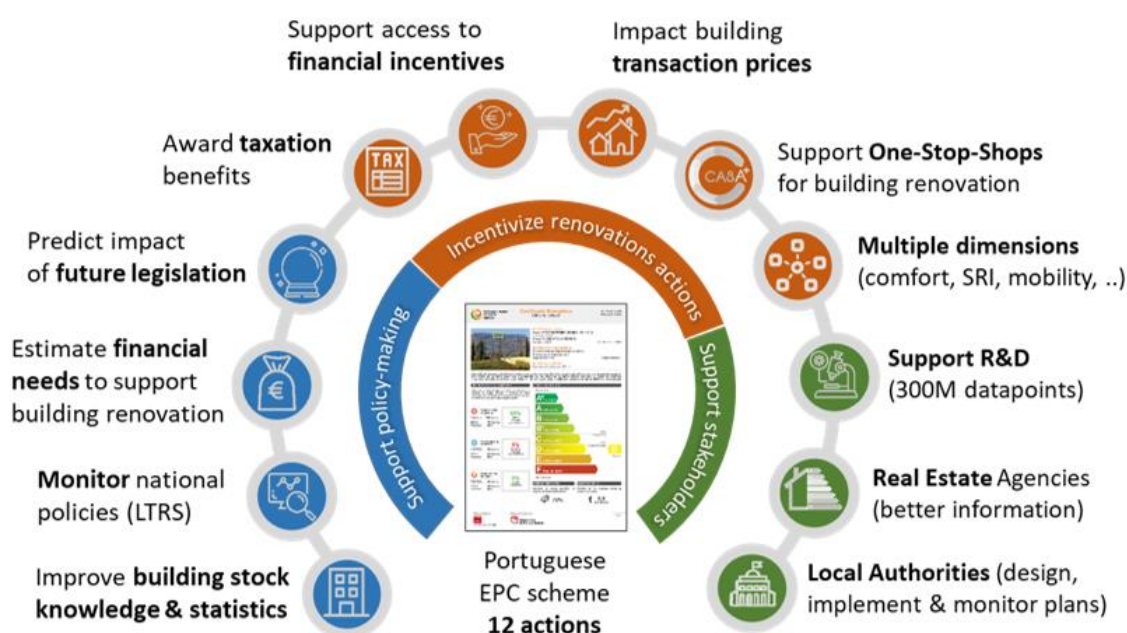 Support access to
financial incentives
Impact building
transaction prices
Award taxation
benefits
TAX
CASA+
Support One-Stop-Shops
for building renovation
Predict impact
of future legislation
Incentivize renovations actions
Multiple dimensions
(comfort, SRI, mobility, ..)
Estimate financial
needs to support
building renovation
Support policy-making
Support stakeholders
Support R&D
(300M datapoints)
Monitor national
policies (LTRS)
Real Estate Agencies
(better information)
Improve building stock
knowledge & statistics
Portuguese
EPC scheme
12 actions
Local Authorities (design,
implement & monitor plans)